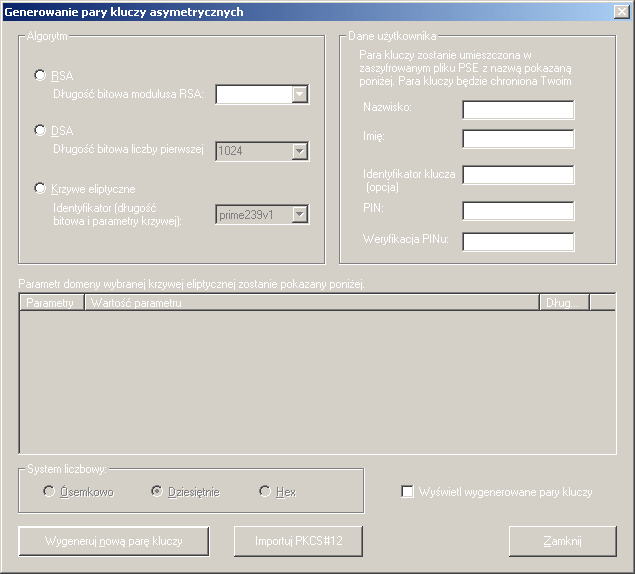 Generowanie pary kluczy asymetrycznych
Algorytm
RSA
Długość bitowa modulusa RSA:
DSA
Długość bitowa liczby pierwszej
1024
Krzywe eliptyczne
Identyfikator (długość
bitowa i parametry krzywej):
prime239v1
Dane użytkownika
Para kluczy zostanie umieszczona w
zaszyfrowanym pliku PSE z nazwą pokazaną
poniżej. Para kluczy będzie chroniona Twoim
Nazwisko:
Imię:
Identyfikator klucza
(opcja)
PIN:
Weryfikacja PINu:
Parametr domeny wybranej krzywej eliptycznej zostanie pokazany poniżej.
Parametry Wartość parametru Dług...
System liczbowy:
Ósemkowo Dziesiętnie Hex
Wyświetl wygenerowane pary kluczy
Wygeneruj nową parę kluczy Importuj PKCS#12 Zamknij